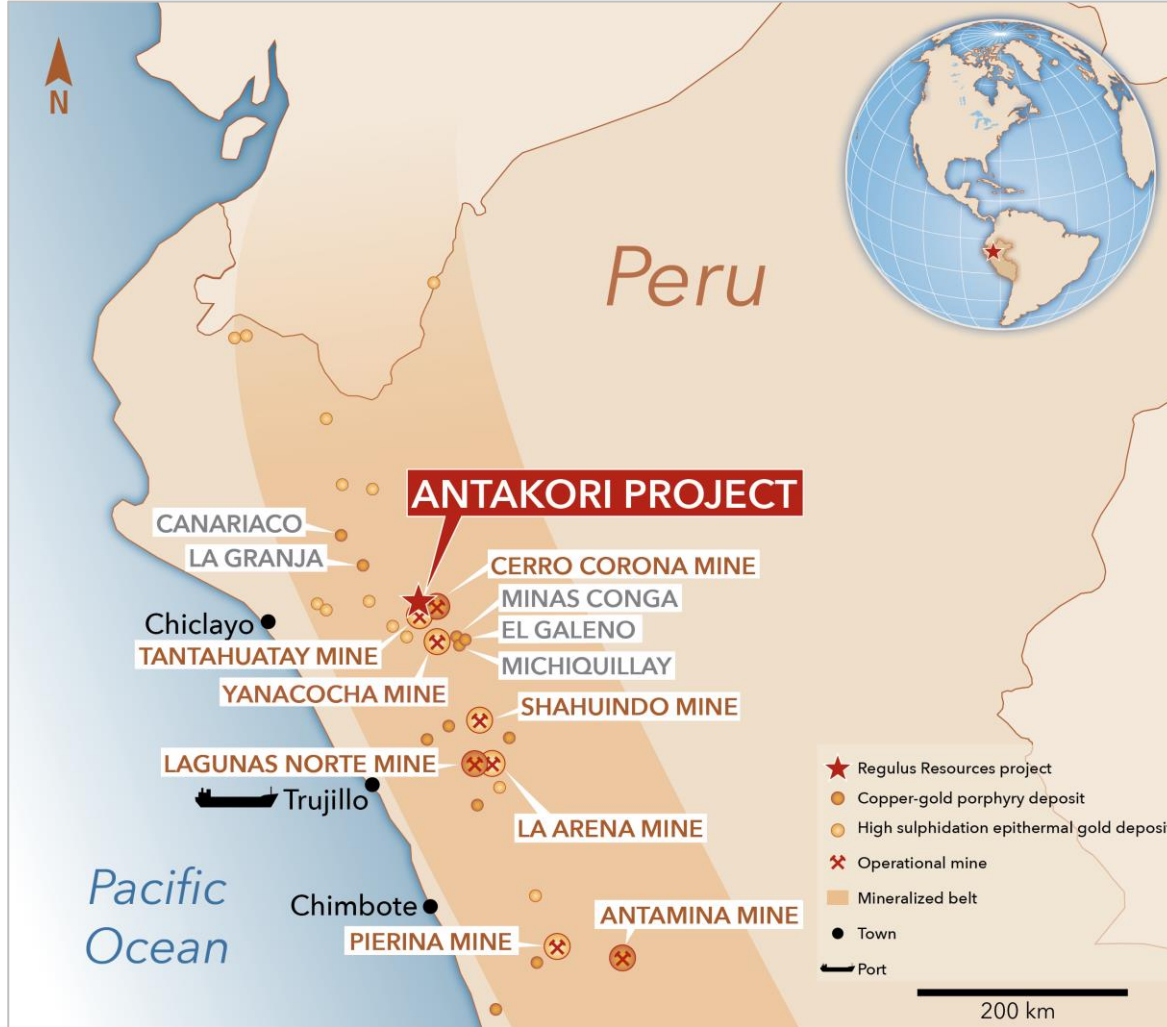 N
Peru
ANTAKORI PROJECT
CANARIACO
LA GRANJA
CERRO CORONA MINE
MINAS CONGA
EL GALENO
MICHIQUILLAY
Chiclayo
TANTAHUATAY MINE
YANACOCHA MINE
SHAHUINDO MINE
LAGUNAS NORTE MINE
Trujillo
LA ARENA MINE
Pacific
Ocean
Chimbote
PIERINA MINE
ANTAMINA MINE
Regulus Resources project
Copper-gold porphyry deposit
High sulphidation epithermal gold deposit
Operational mine
Mineralized belt
Town
Port
200 km